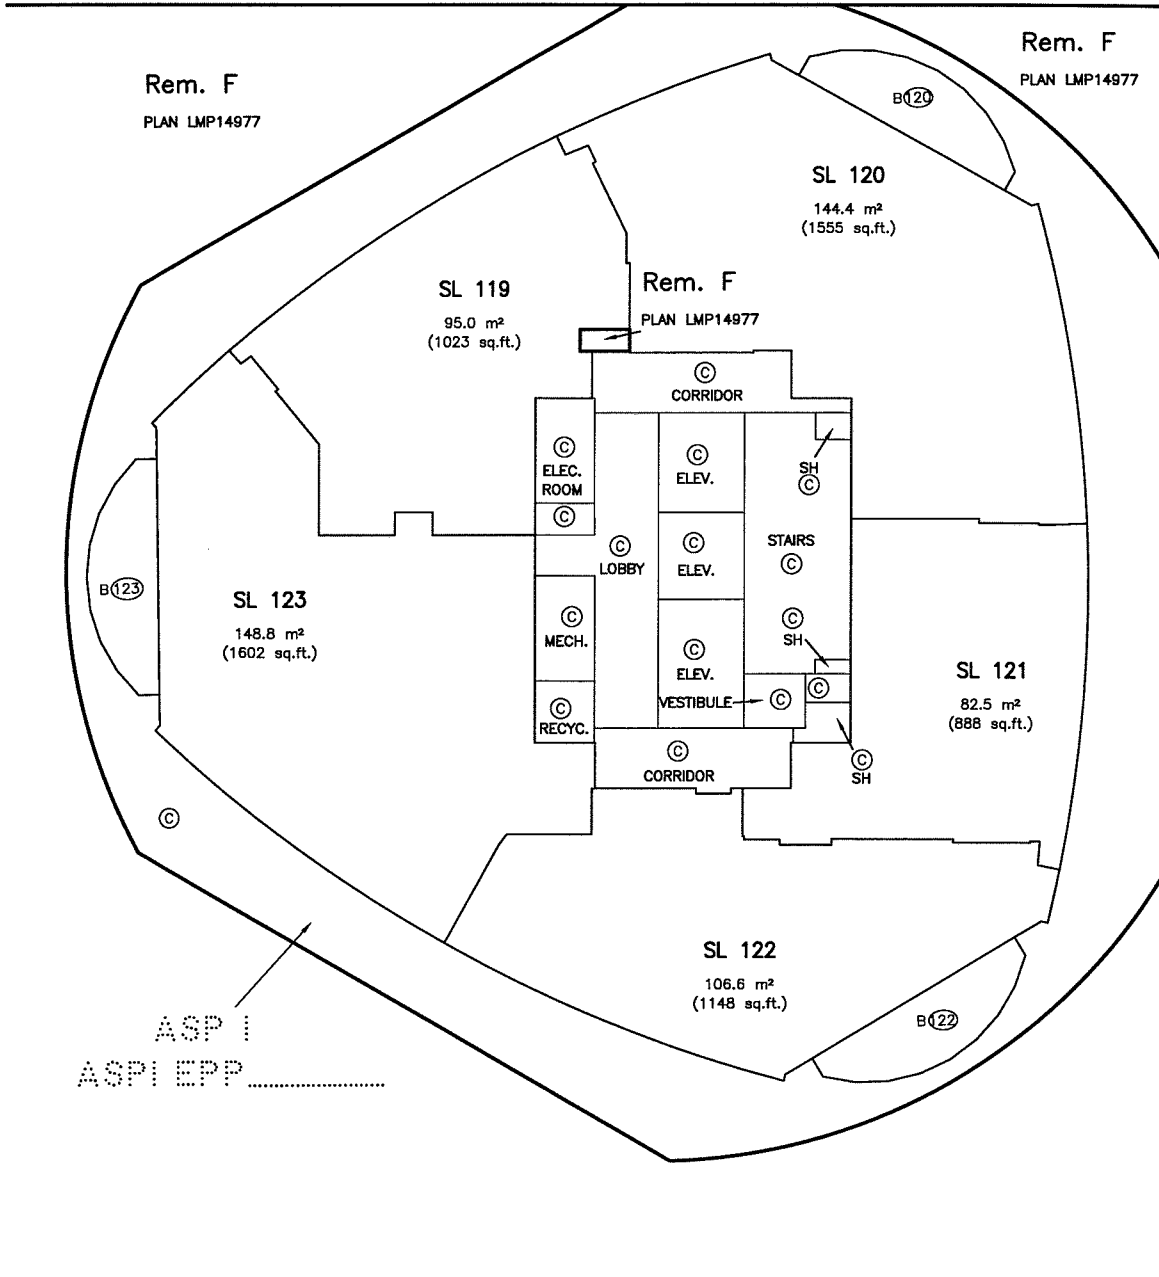 Rem. F
PLAN LMP14977
Rem. F
PLAN LMP14977
B120
SL 120
144.4 m²
(1555 sq.ft.)
SL 119
95.0 m²
(1023 sq.ft.)
Rem. F
PLAN LMP14977
C
CORRIDOR
C
ELEC.
ROOM
C
C
LOBBY
C
ELEV.
C
ELEV.
C
ELEV.
SH
C
STAIRS
C
C
SH
C
MECH.
C
RECYC.
VESTIBULE
C
C
C
SH
C
CORRIDOR
B123
SL 123
148.8 m²
(1602 sq.ft.)
SL 121
82.5 m²
(888 sq.ft.)
C
SL 122
106.6 m²
(1148 sq.ft.)
B122
ASP 1
ASP1 EPP